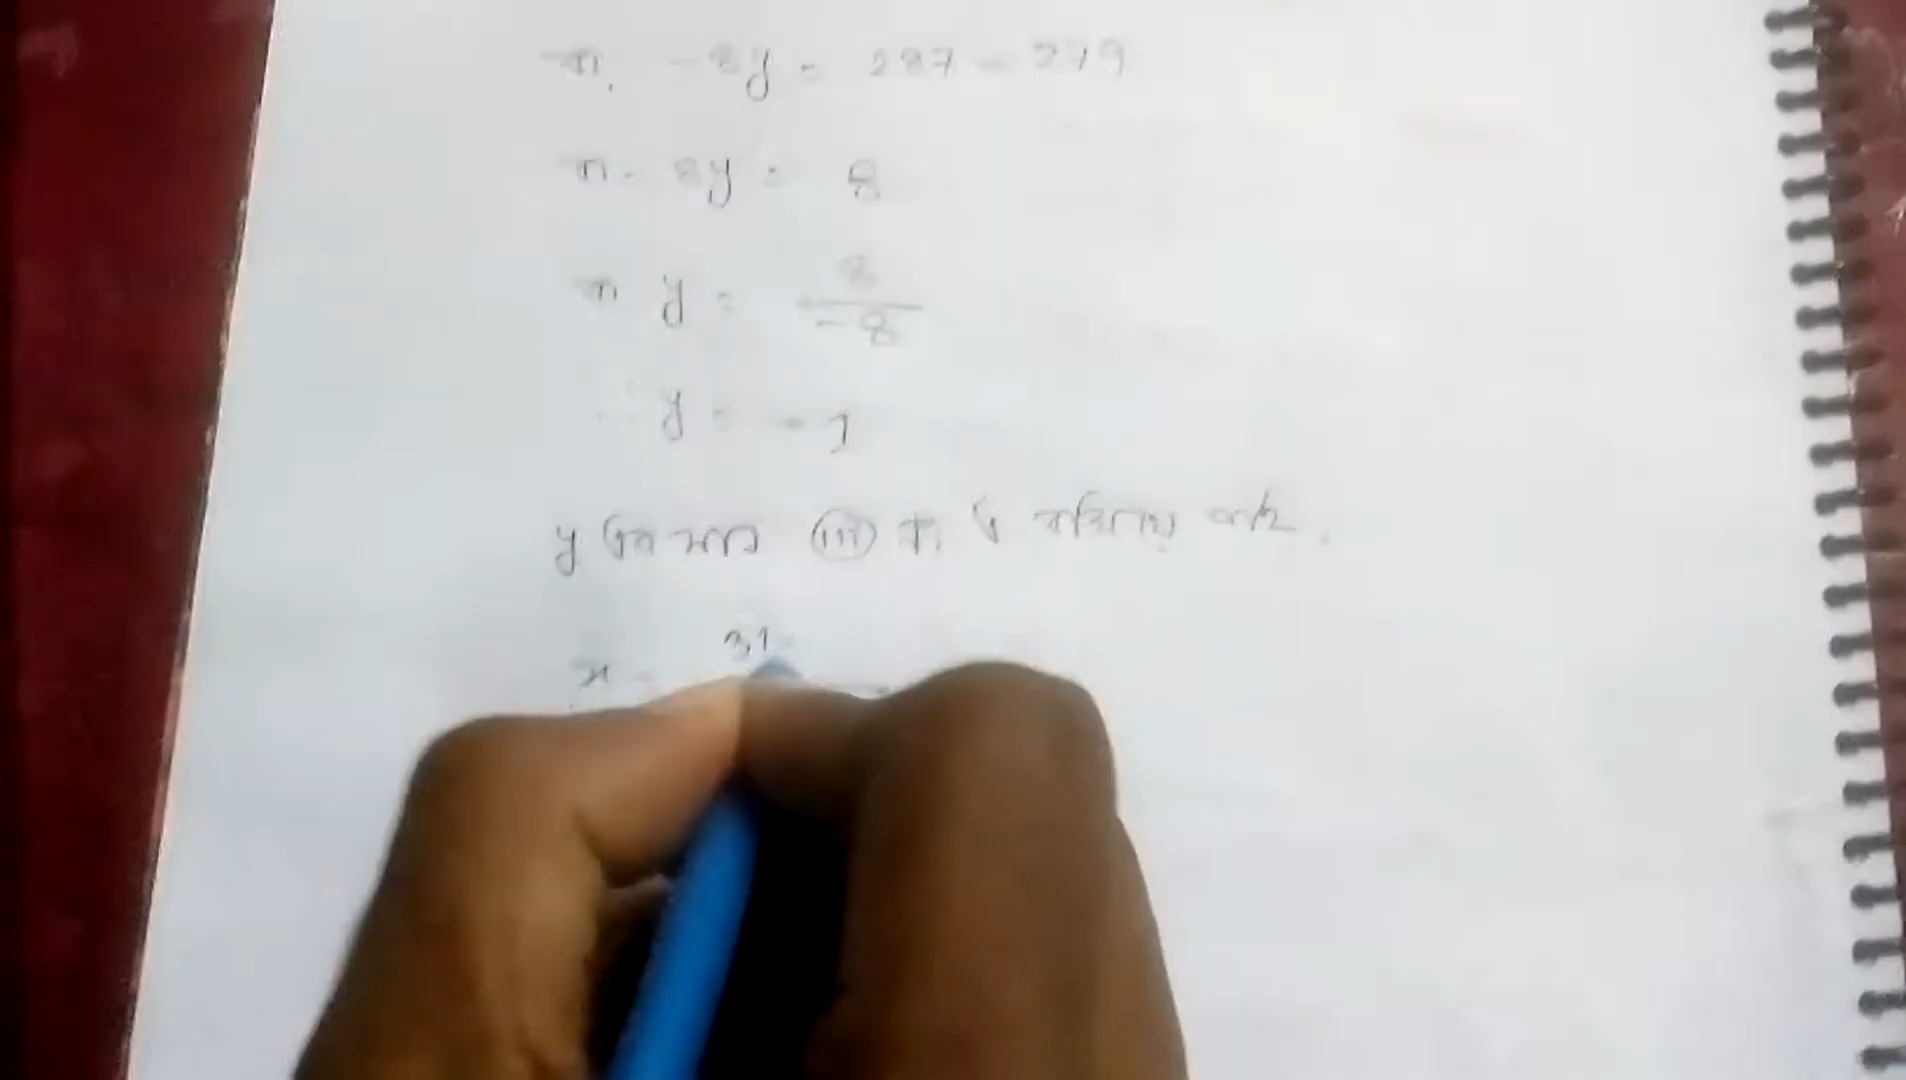 বা, -8y = 287 - 279
বা - 8y = 8
বা y = 8/-8
∴ y = -1
y এর মান (iii) নং এ বসিয়ে পাই,
x = 31